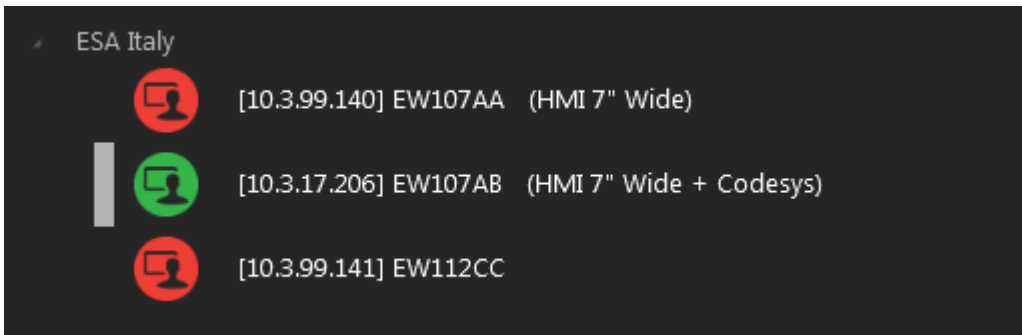 ESA Italy
[10.3.99.140] EW107AA (HMI 7" Wide)
[10.3.17.206] EW107AB (HMI 7" Wide + Codesys)
[10.3.99.141] EW112CC